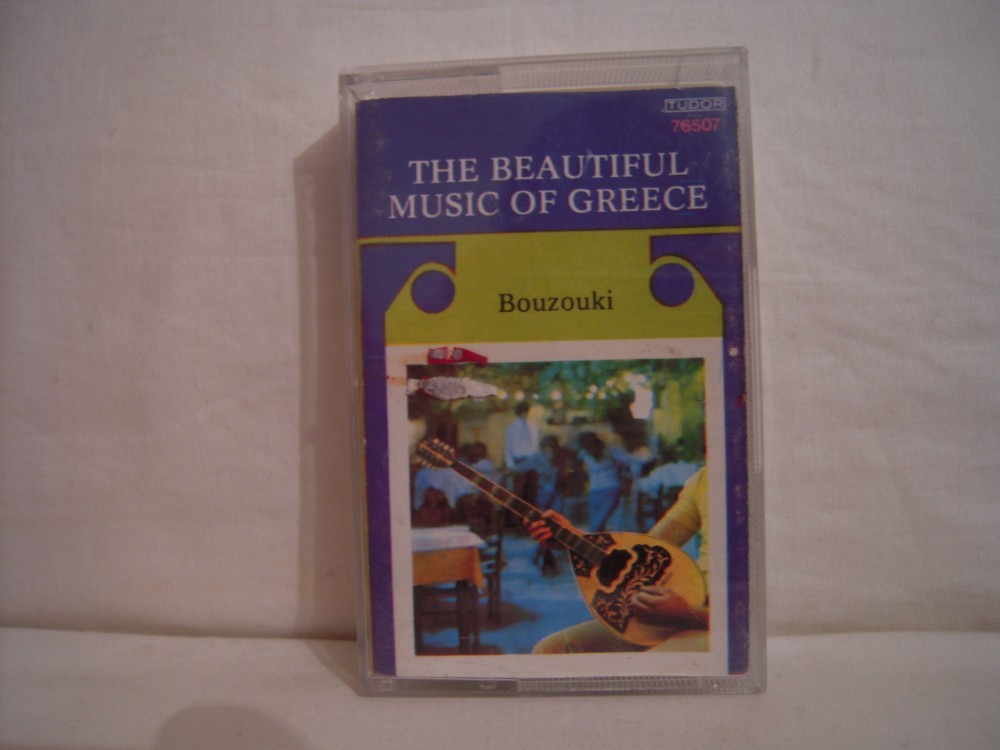 TUDOR
76507
THE BEAUTIFUL
MUSIC OF GREECE
Bouzouki